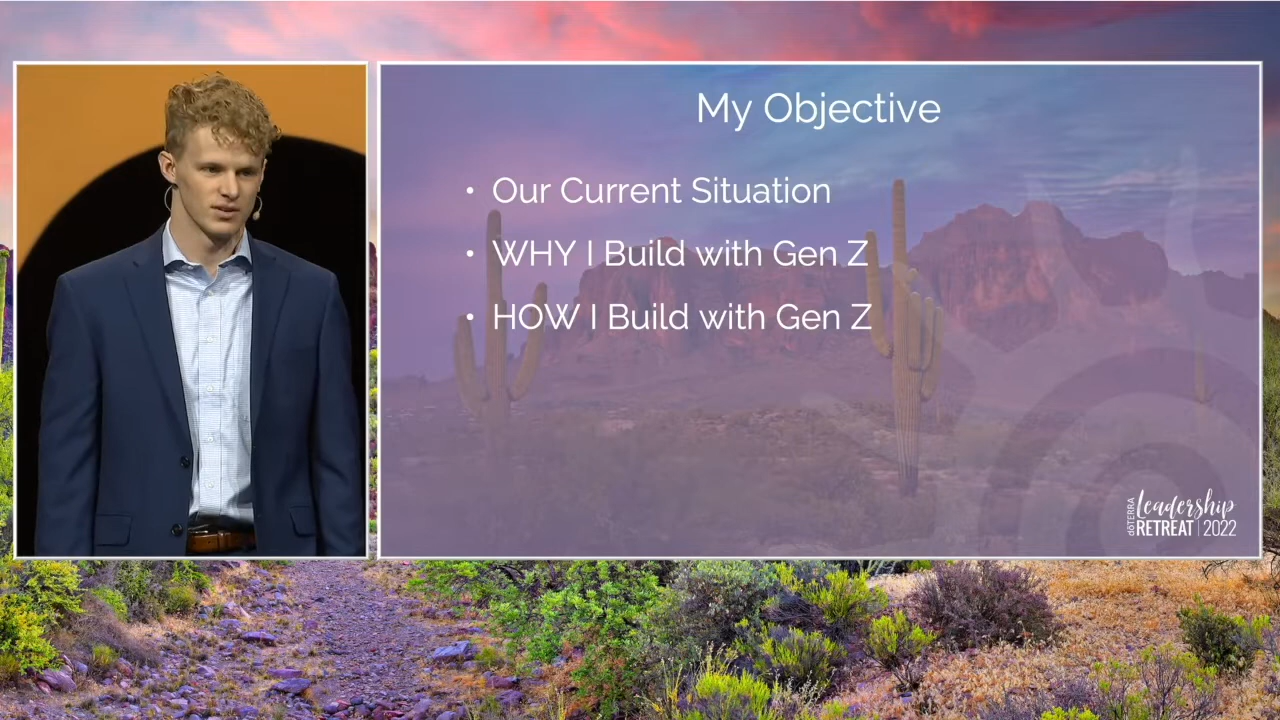 My Objective
• Our Current Situation
• WHY I Build with Gen Z
• HOW I Build with Gen Z
dōTERRA
Leadership
RETREAT | 2022